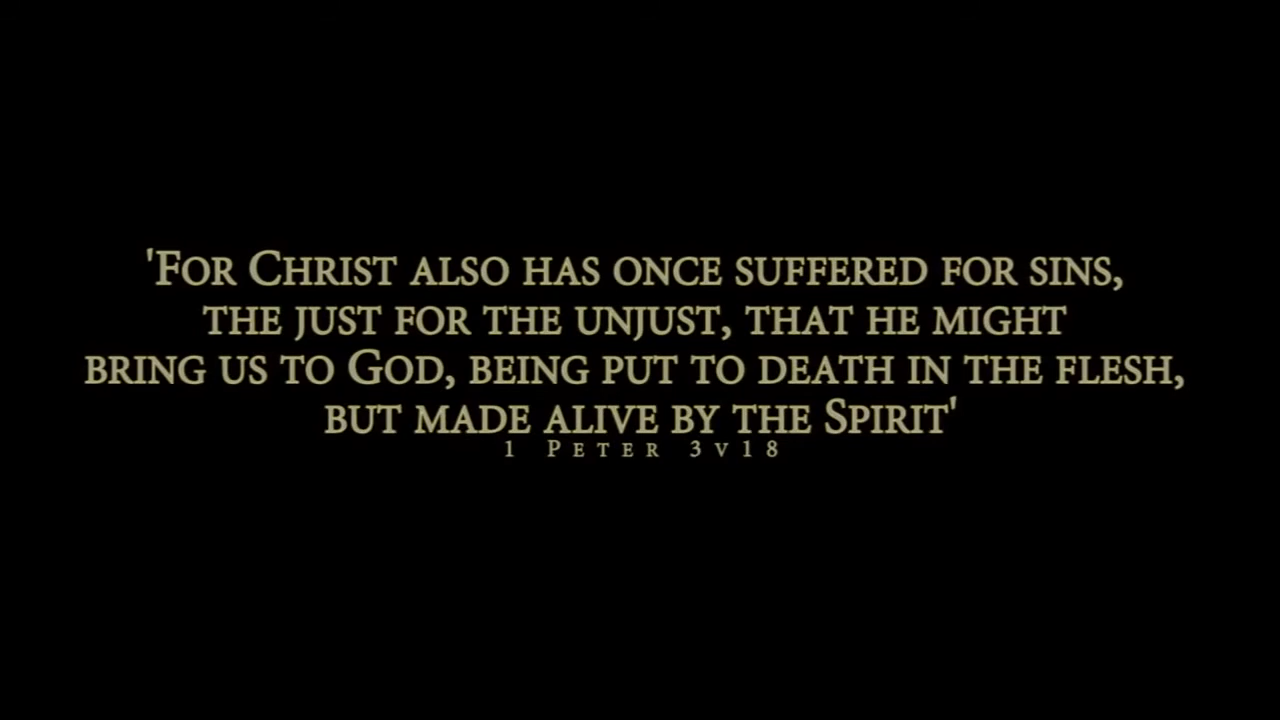 'For Christ also has once suffered for sins,
the just for the unjust, that he might
bring us to God, being put to death in the flesh,
but made alive by the Spirit'
1 Peter 3v18